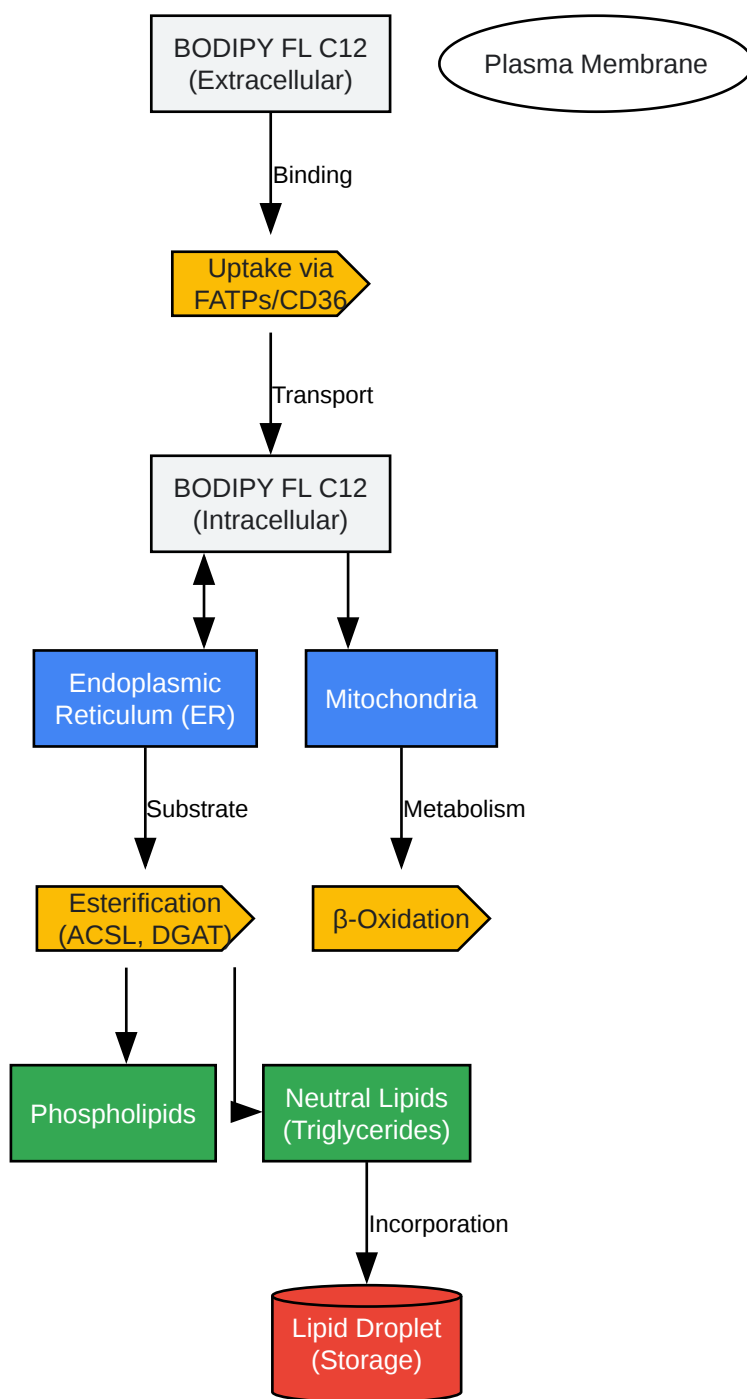 BODIPY FL C12
(Extracellular)
Plasma Membrane
Binding
Uptake via
FATPs/CD36
Transport
BODIPY FL C12
(Intracellular)
Endoplasmic
Reticulum (ER)
Mitochondria
Substrate
Metabolism
Esterification
(ACSL, DGAT)
β-Oxidation
Phospholipids
Neutral Lipids
(Triglycerides)
Incorporation
Lipid Droplet
(Storage)